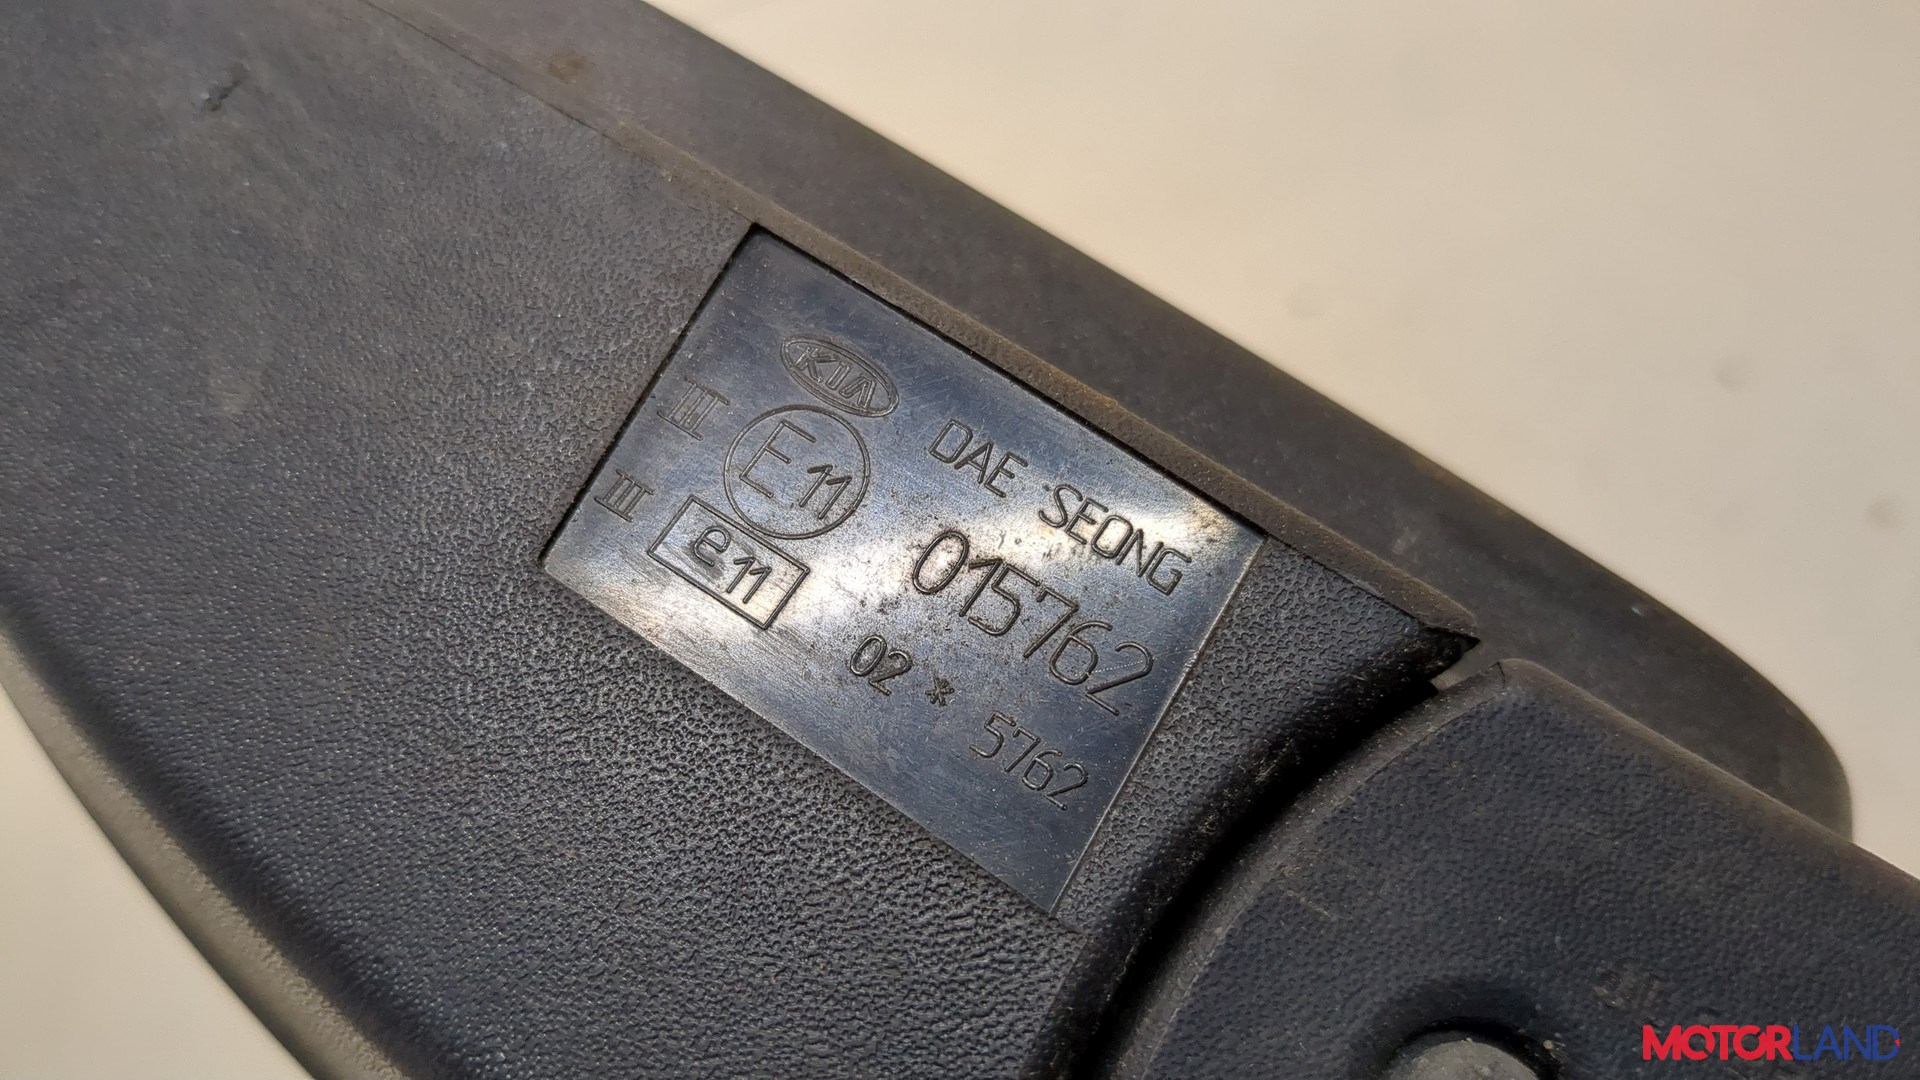 KIA
DAE SEONG
III E11 015762
III e11 02 * 5762
MOTORLAND